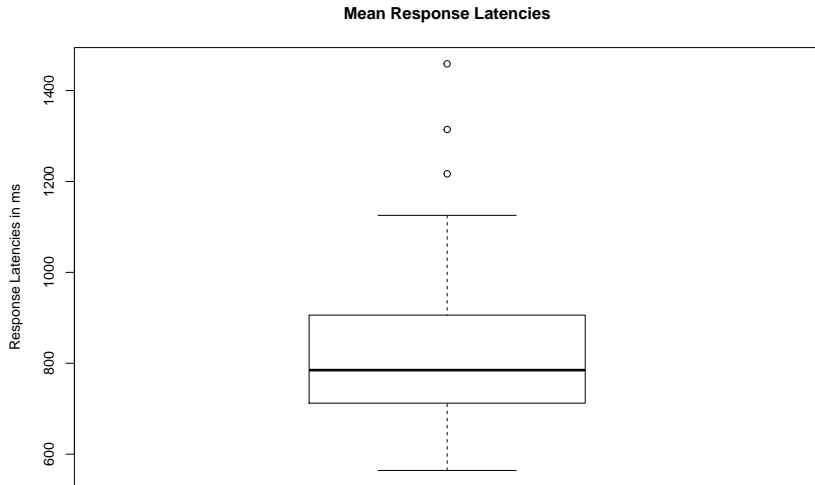 Mean Response Latencies
Response Latencies in ms
1400
1200
1000
800
600